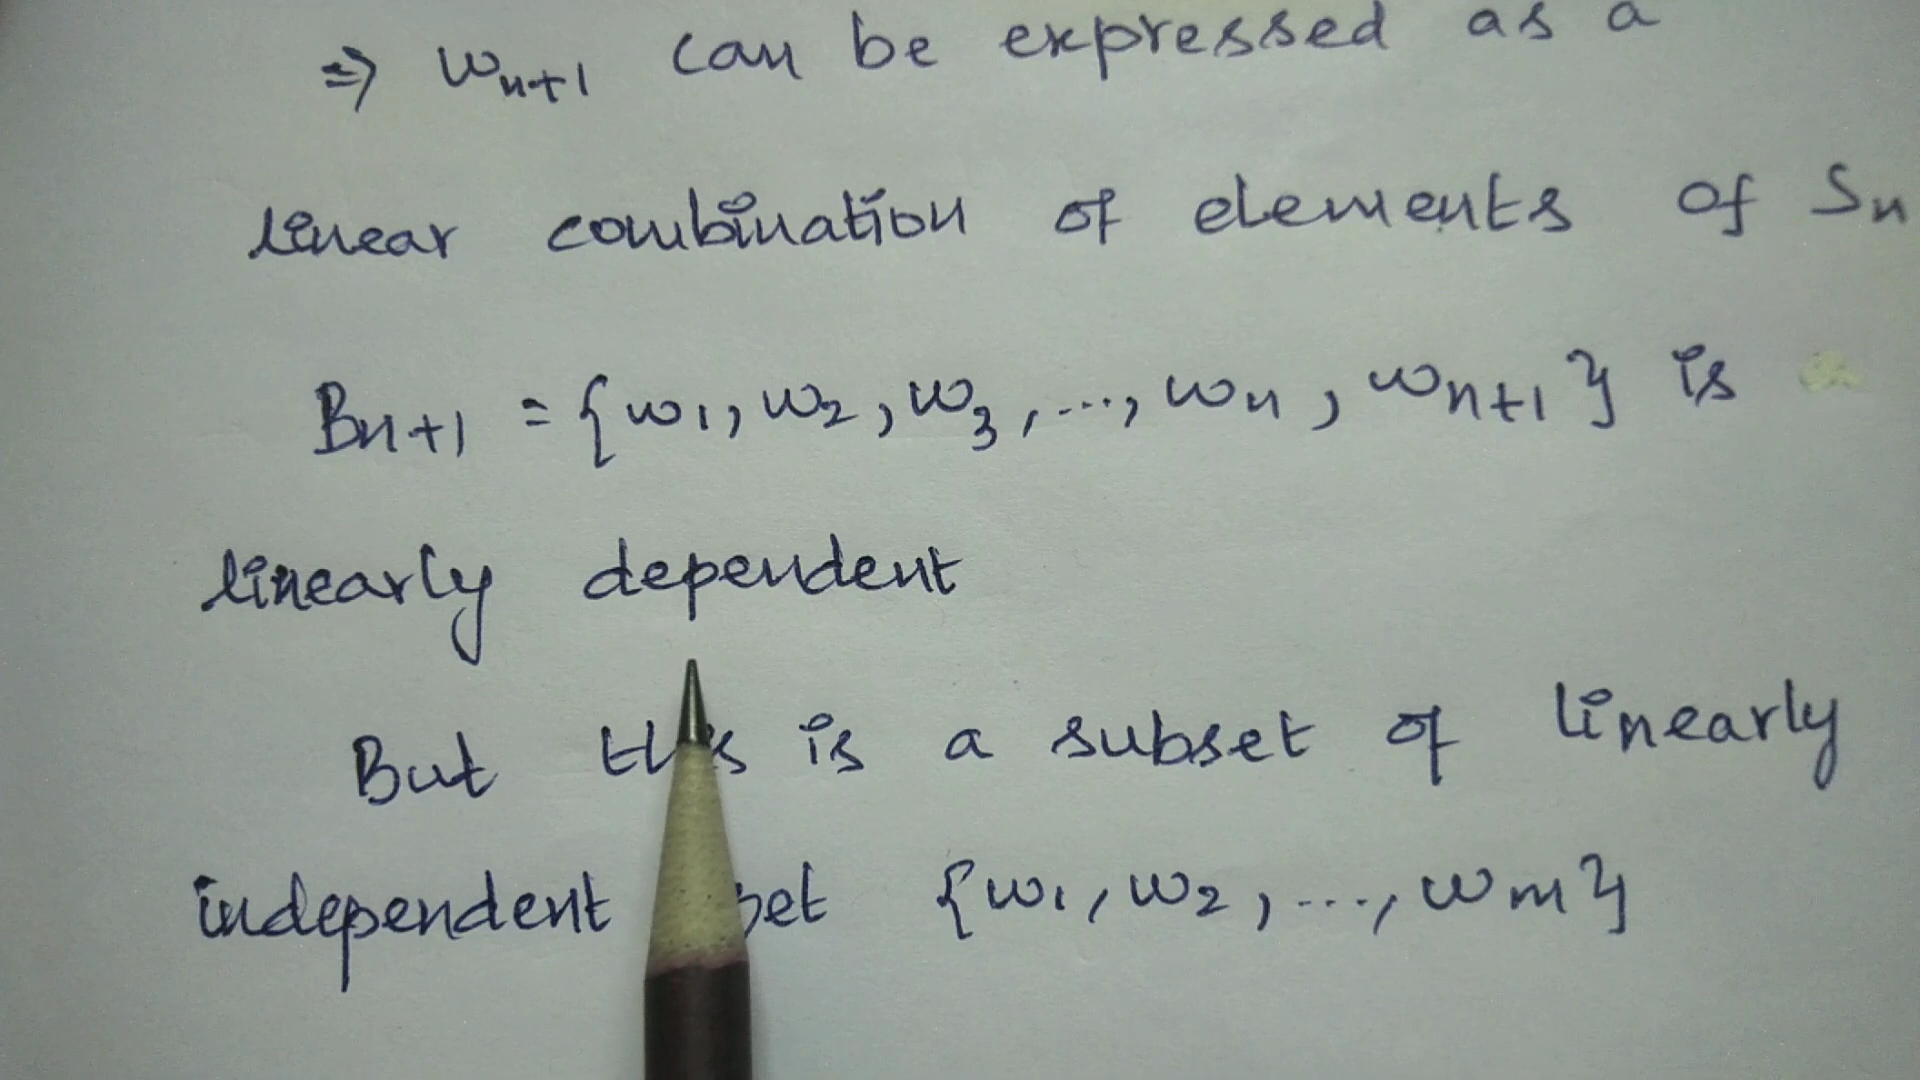 ⇒ wn+1 can be expressed as a
linear combination of elements of Sn
Bn+1 = {w1, w2, w3, ..., wn, wn+1} is
linearly dependent
But this is a subset of linearly
independent set {w1, w2, ..., wm}